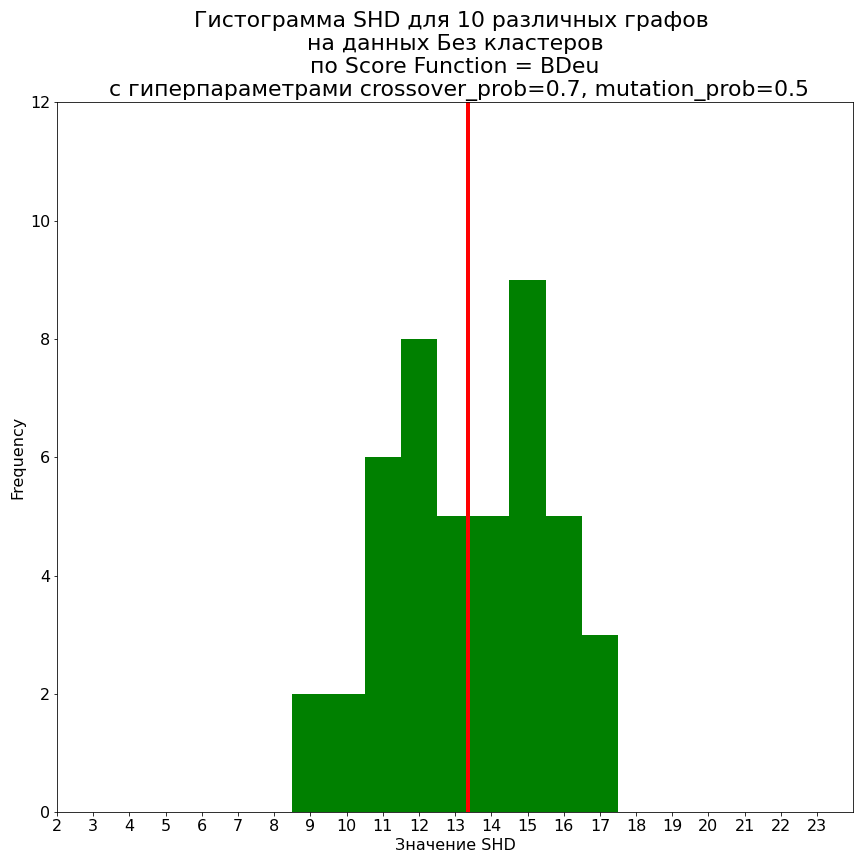 Гистограмма SHD для 10 различных графов
на данных Без кластеров
по Score Function = BDeu
с гиперпараметрами crossover_prob=0.7, mutation_prob=0.5
12
10
8
6
4
2
0
Frequency
2 3 4 5 6 7 8 9 10 11 12 13 14 15 16 17 18 19 20 21 22 23
Значение SHD